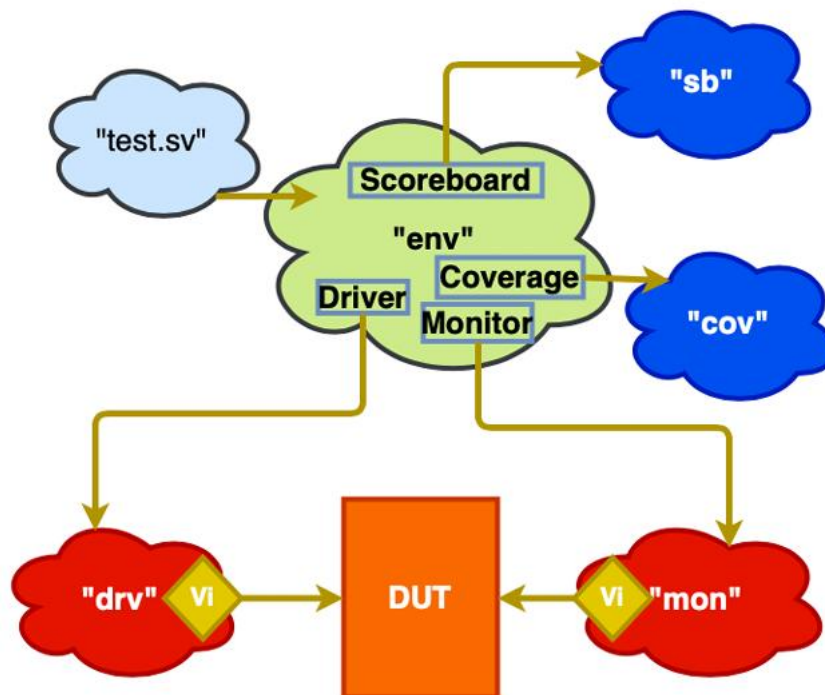 "sb"
"test.sv"
Scoreboard
"env"
Coverage
Driver
Monitor
"cov"
"drv"
Vi
DUT
Vi
"mon"